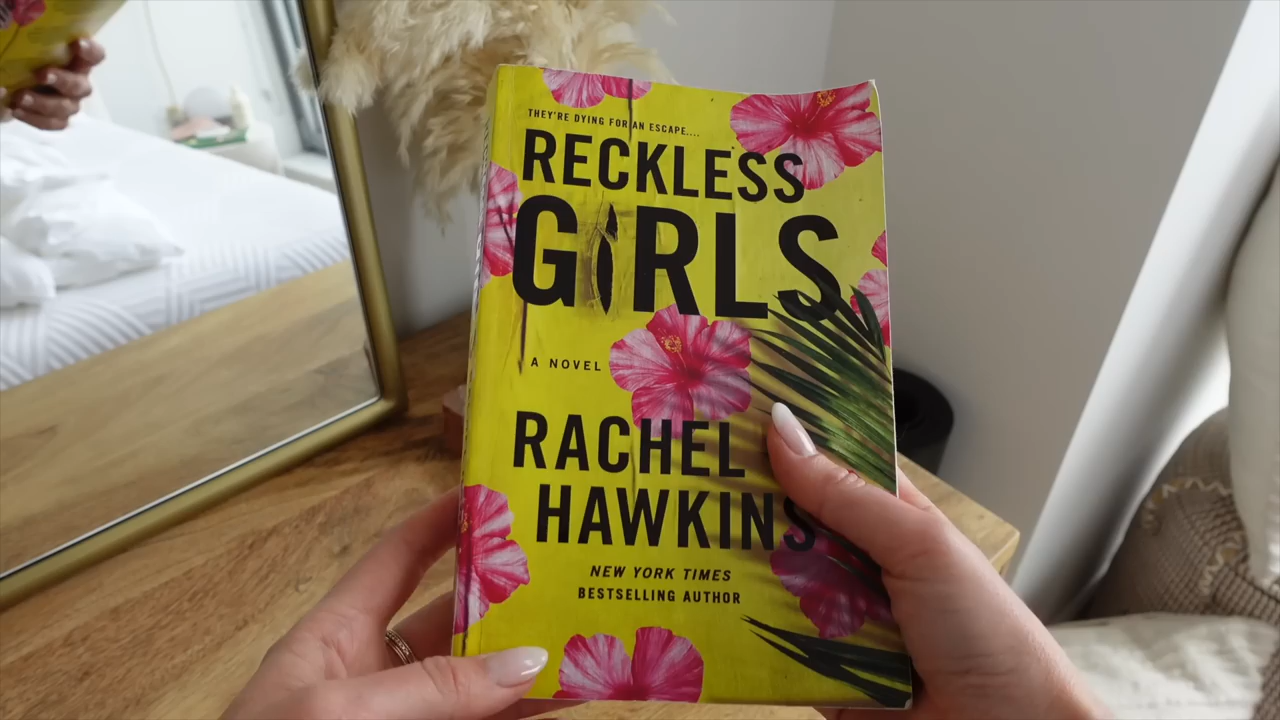 THEY'RE DYING FOR AN ESCAPE....
RECKLESS
GIRLS
A NOVEL
RACHEL
HAWKINS
NEW YORK TIMES
BESTSELLING AUTHOR